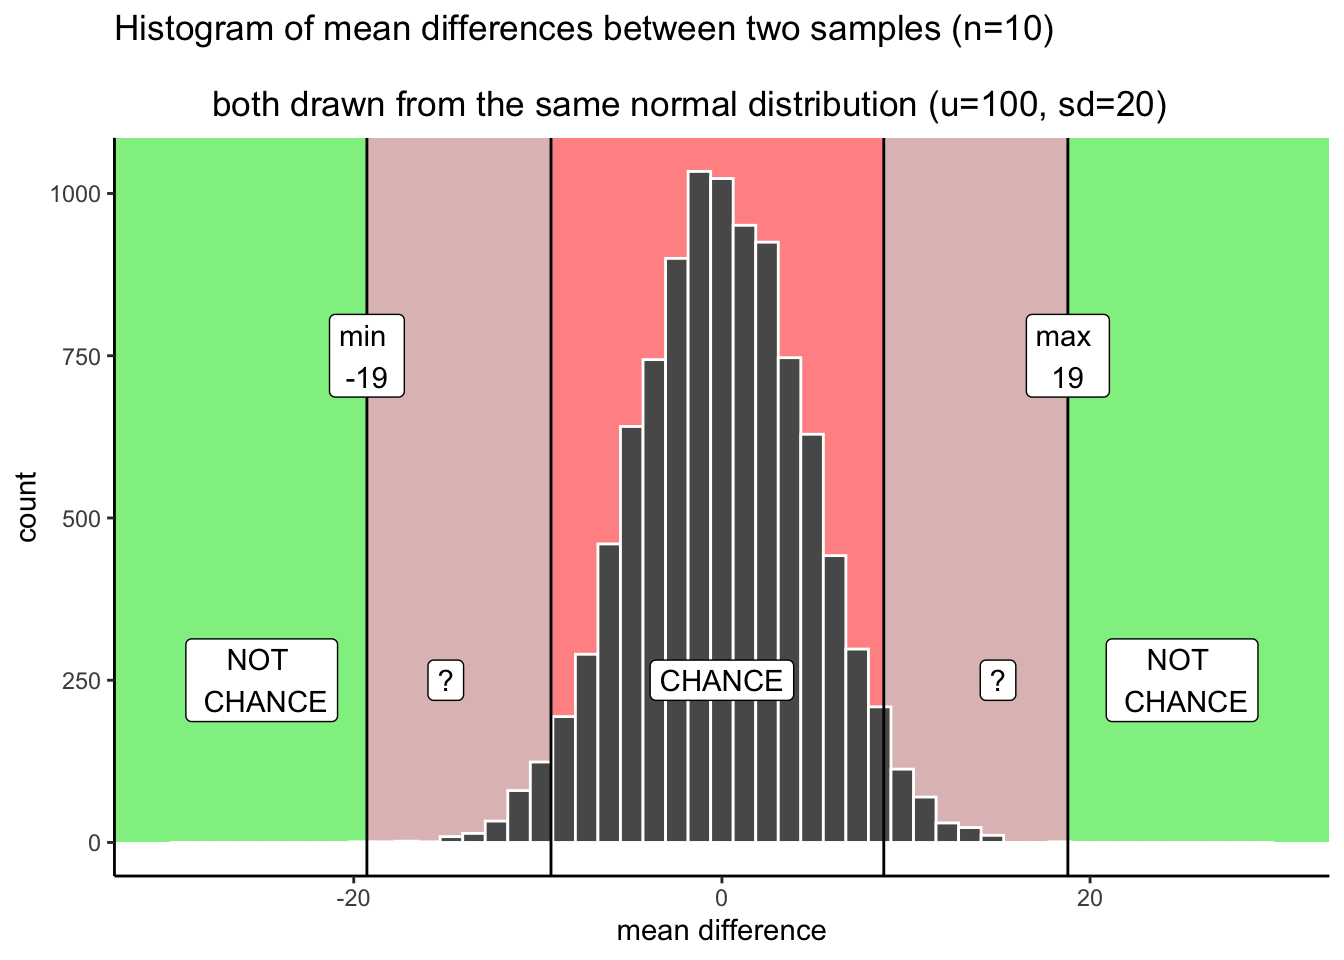 Histogram of mean differences between two samples (n=10)
both drawn from the same normal distribution (u=100, sd=20)
1000
750
500
250
0
count
min
-19
max
19
NOT
CHANCE
?
CHANCE
?
NOT
CHANCE
-20
0
20
mean difference